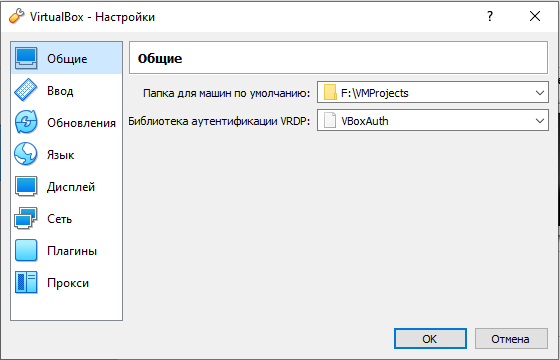 VirtualBox - Настройки
Общие
Ввод
Обновления
Язык
Дисплей
Сеть
Плагины
Прокси
Общие
Папка для машин по умолчанию: F:\VMProjects
Библиотека аутентификации VRDP: VBoxAuth
OK Отмена